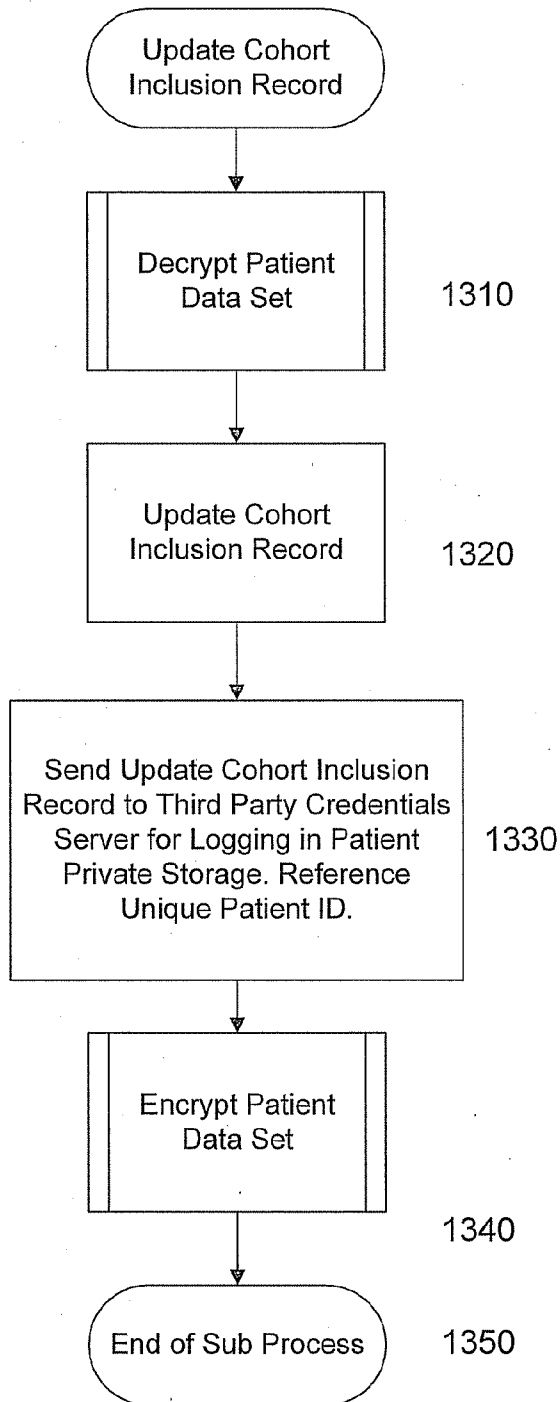 Update Cohort
Inclusion Record
Decrypt Patient
Data Set
1310
Update Cohort
Inclusion Record
1320
Send Update Cohort Inclusion
Record to Third Party Credentials
Server for Logging in Patient
Private Storage. Reference
Unique Patient ID.
1330
Encrypt Patient
Data Set
1340
End of Sub Process
1350